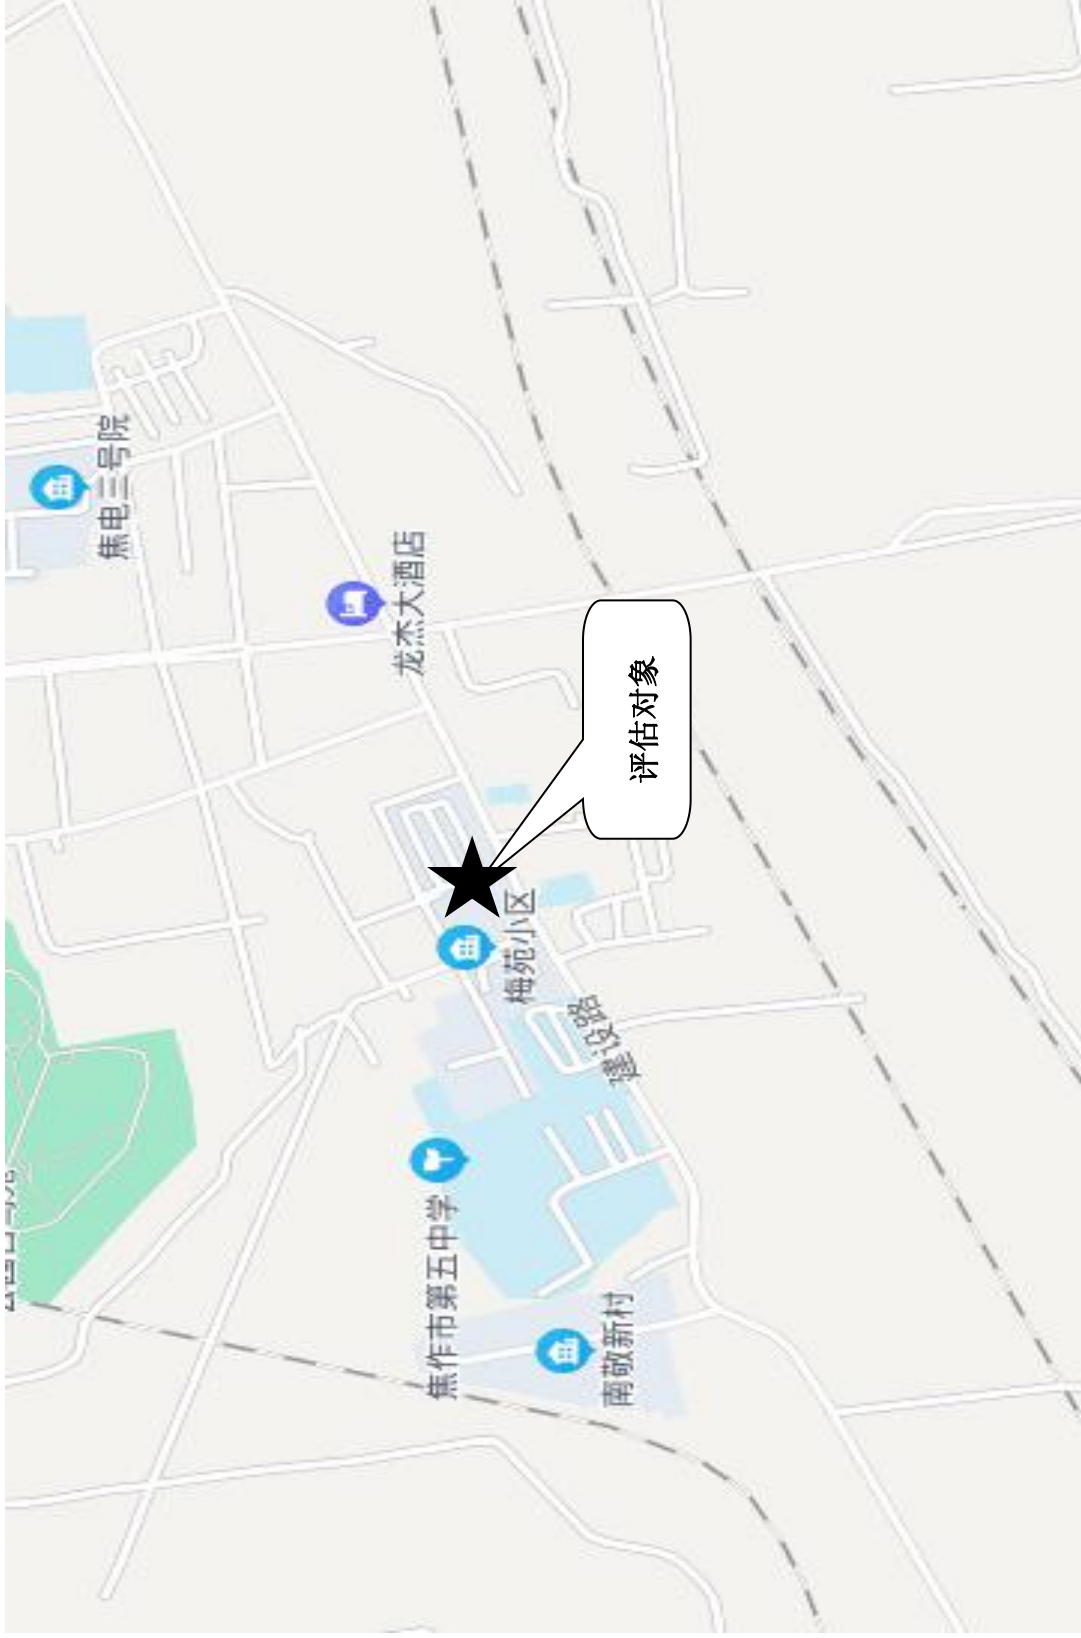 焦电三号院
龙杰大酒店
评估对象
梅苑小区
建设路
焦作市第五中学
南敬新村